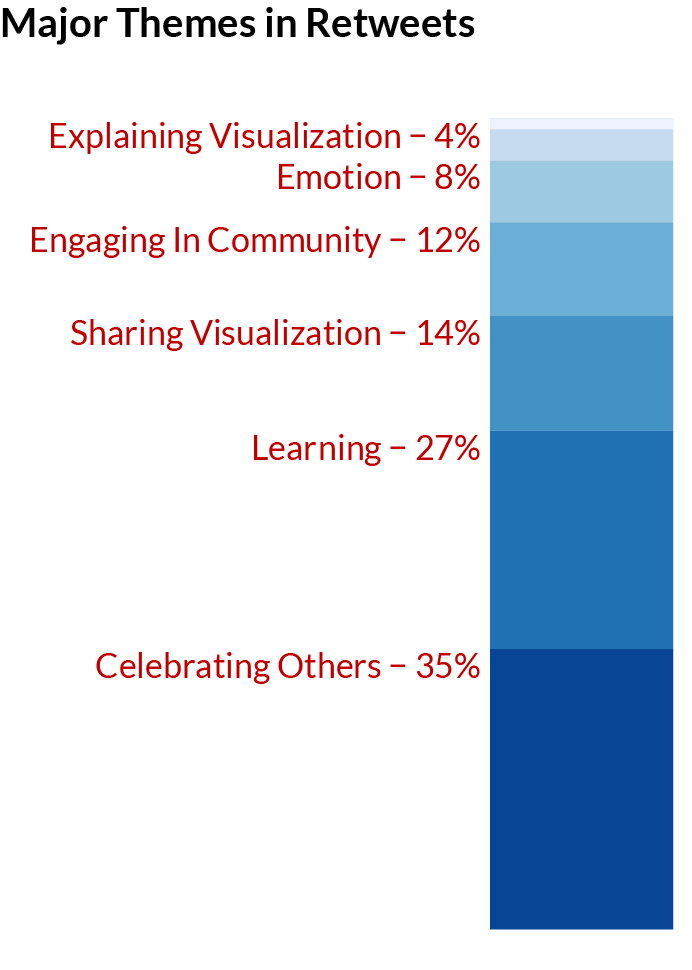 Major Themes in Retweets
Explaining Visualization – 4%
Emotion – 8%
Engaging In Community – 12%
Sharing Visualization – 14%
Learning – 27%
Celebrating Others – 35%